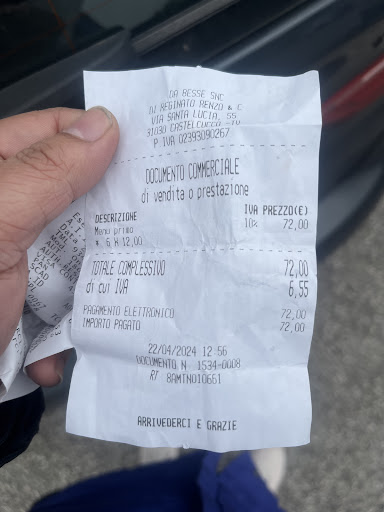 DA BESSE SNC
DI REGINATO RENZO & C
VIA SANTA LUCIA, 55
31030 CASTELCUCCO - TV
P IVA 02393090267
DOCUMENTO COMMERCIALE
di vendita o prestazione
DESCRIZIONE IVA PREZZO(€)
Menu primo 10% 72,00
* 6 X 12,00
TOTALE COMPLESSIVO 72,00
di cui IVA 6,55
PAGAMENTO ELETTRONICO 72,00
IMPORTO PAGATO 72,00
22/04/2024 12:56
DOCUMENTO N 1534-0008
RT 8AMTN010661
ARRIVEDERCI E GRAZIE